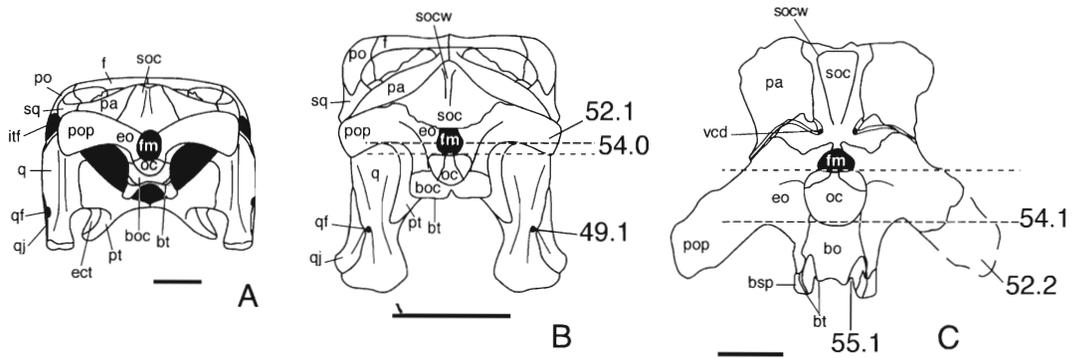 f
soc
po
sq
pa
itf
pop
eo
fm
oc
q
qf
qj
boc
bt
pt
ect
A
socw
po
f
pa
sq
soc
pop
eo
fm
52.1
54.0
q
oc
boc
pt
bt
qf
49.1
qj
B
socw
pa
soc
vcd
fm
eo
oc
54.1
pop
bo
52.2
bsp
bt
55.1
C